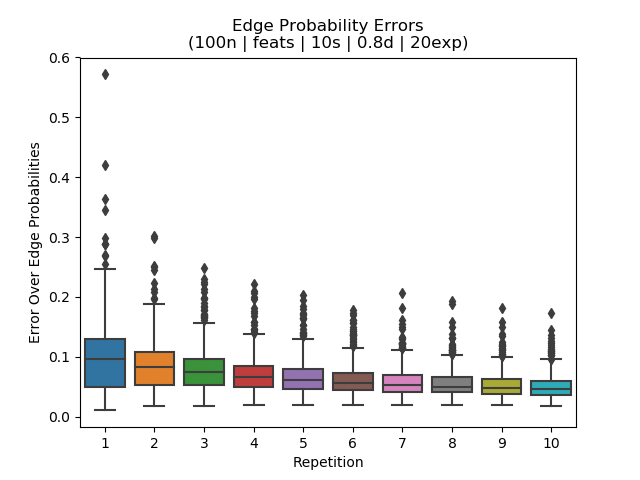 Edge Probability Errors
(100n | feats | 10s | 0.8d | 20exp)
Error Over Edge Probabilities
0.6
0.5
0.4
0.3
0.2
0.1
0.0
1 2 3 4 5 6 7 8 9 10
Repetition